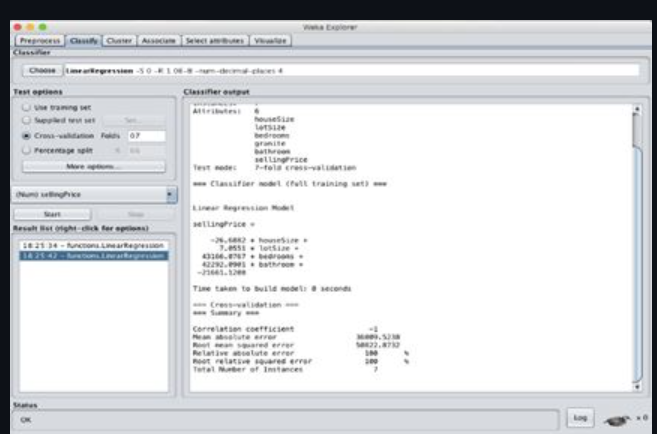 Weka Explorer
Preprocess Classify Cluster Associate Select attributes Visualize
Classifier
Choose LinearRegression -S 0 -R 1.0E-8 -num-decimal-places 4
Test options
Use training set
Supplied test set Set...
Cross-validation Folds 07
Percentage split % 66
More options...
(Num) sellingPrice
Start Stop
Result list (right-click for options)
18:25:34 - functions.LinearRegression
18:25:42 - functions.LinearRegression
Classifier output
Attributes: 6
houseSize
lotSize
bedrooms
granite
bathroom
sellingPrice
Test mode: 7-fold cross-validation
=== Classifier model (full training set) ===
Linear Regression Model
sellingPrice =
-26.6882 * houseSize +
7.0551 * lotSize +
43166.0767 * bedrooms +
42292.0901 * bathroom +
-21661.1208
Time taken to build model: 0 seconds
=== Cross-validation ===
=== Summary ===
Correlation coefficient -1
Mean absolute error 36009.5238
Root mean squared error 50822.8732
Relative absolute error 100 %
Root relative squared error 100 %
Total Number of Instances 7
Status
OK
Log
x 0